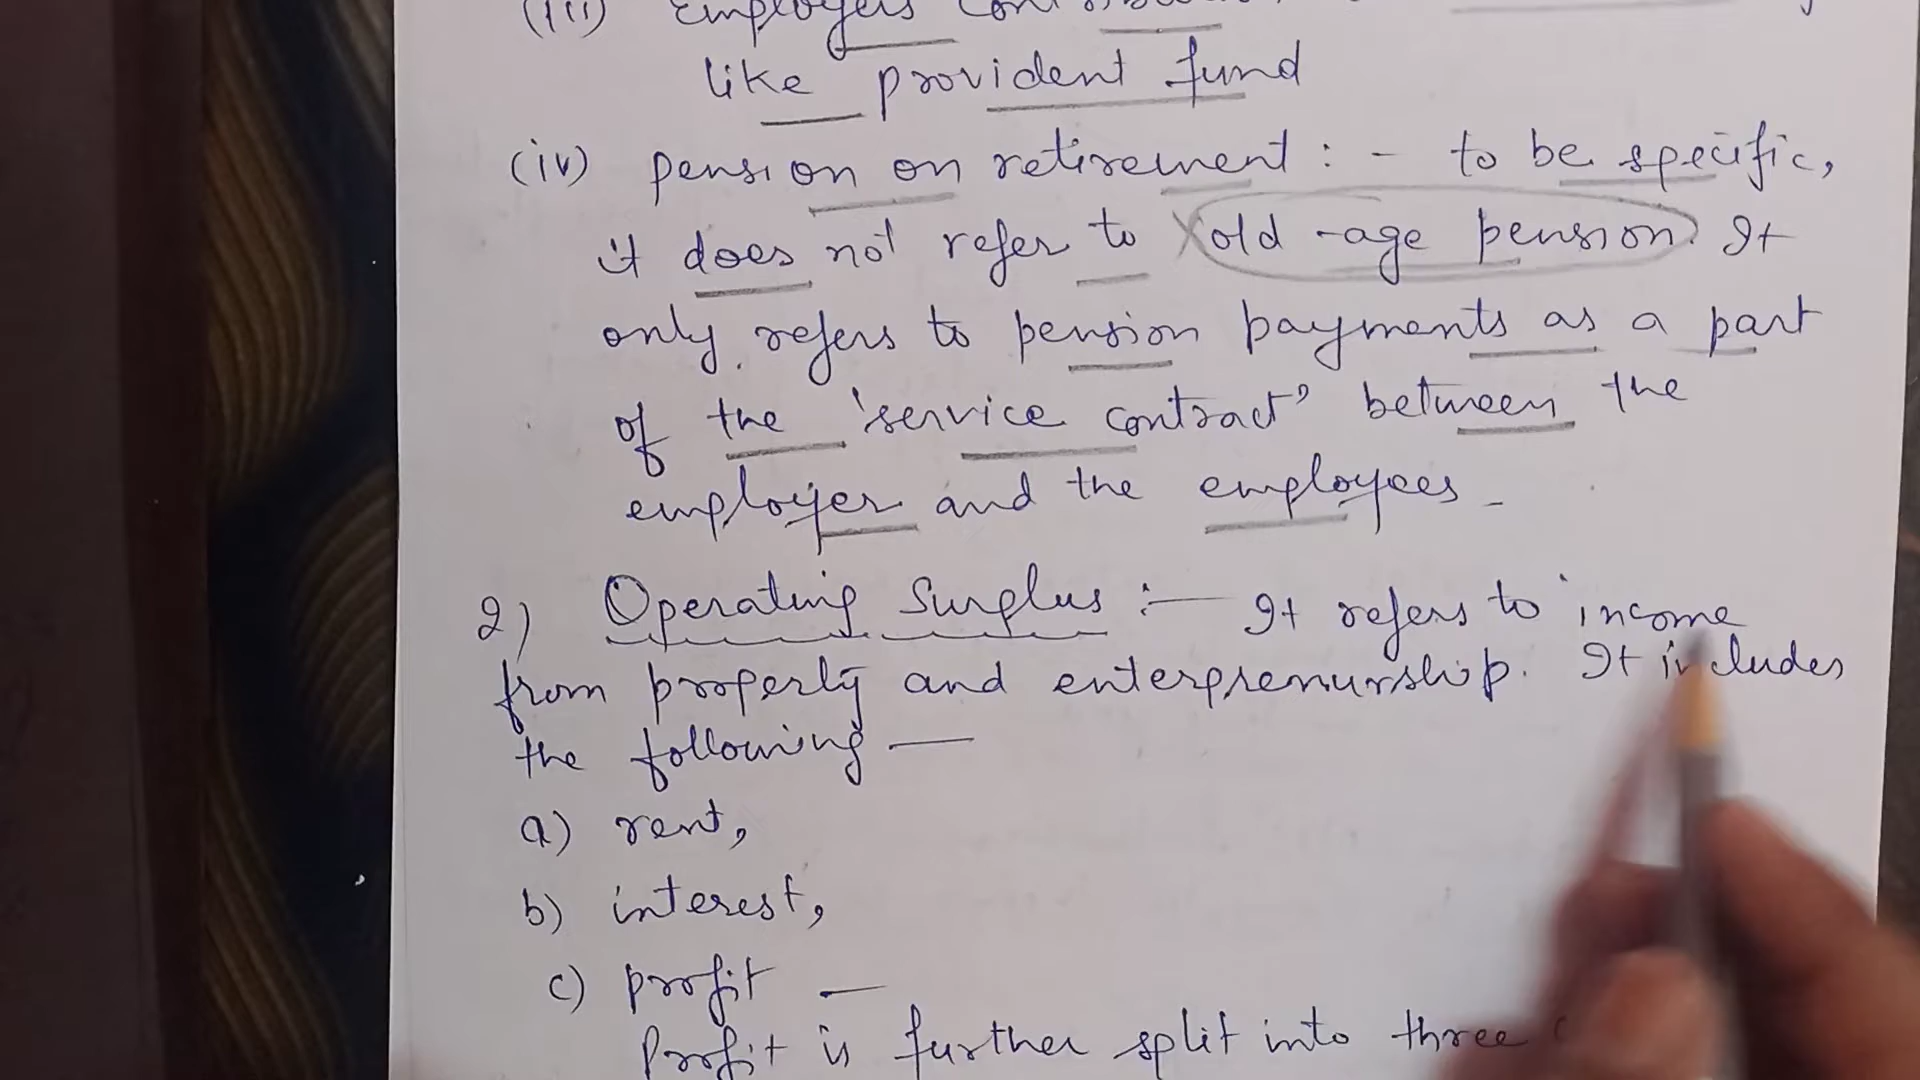 (iii) Employers
like provident fund
(iv) pension on retirement : - to be specific,
it does not refer to old-age pension. It
only refers to pension payments as a part
of the 'service contract' between the
employer and the employees -
2) Operating Surplus :- It refers to income
from property and enterprenurship. It includes
the following —
a) rent,
b) interest,
c) profit —
Profit is further split into three